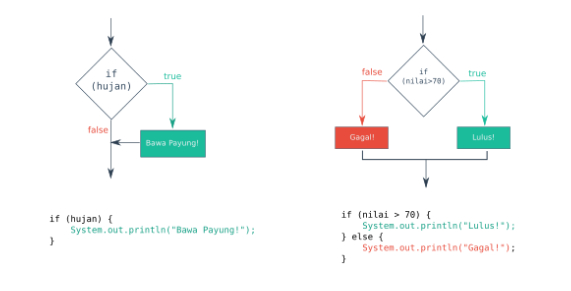 if
(hujan)
true
false
Bawa Payung!
if (hujan) {
    System.out.println("Bawa Payung!");
}
if
(nilai>70)
false
true
Gagal!
Lulus!
if (nilai > 70) {
    System.out.println("Lulus!");
} else {
    System.out.println("Gagal!");
}